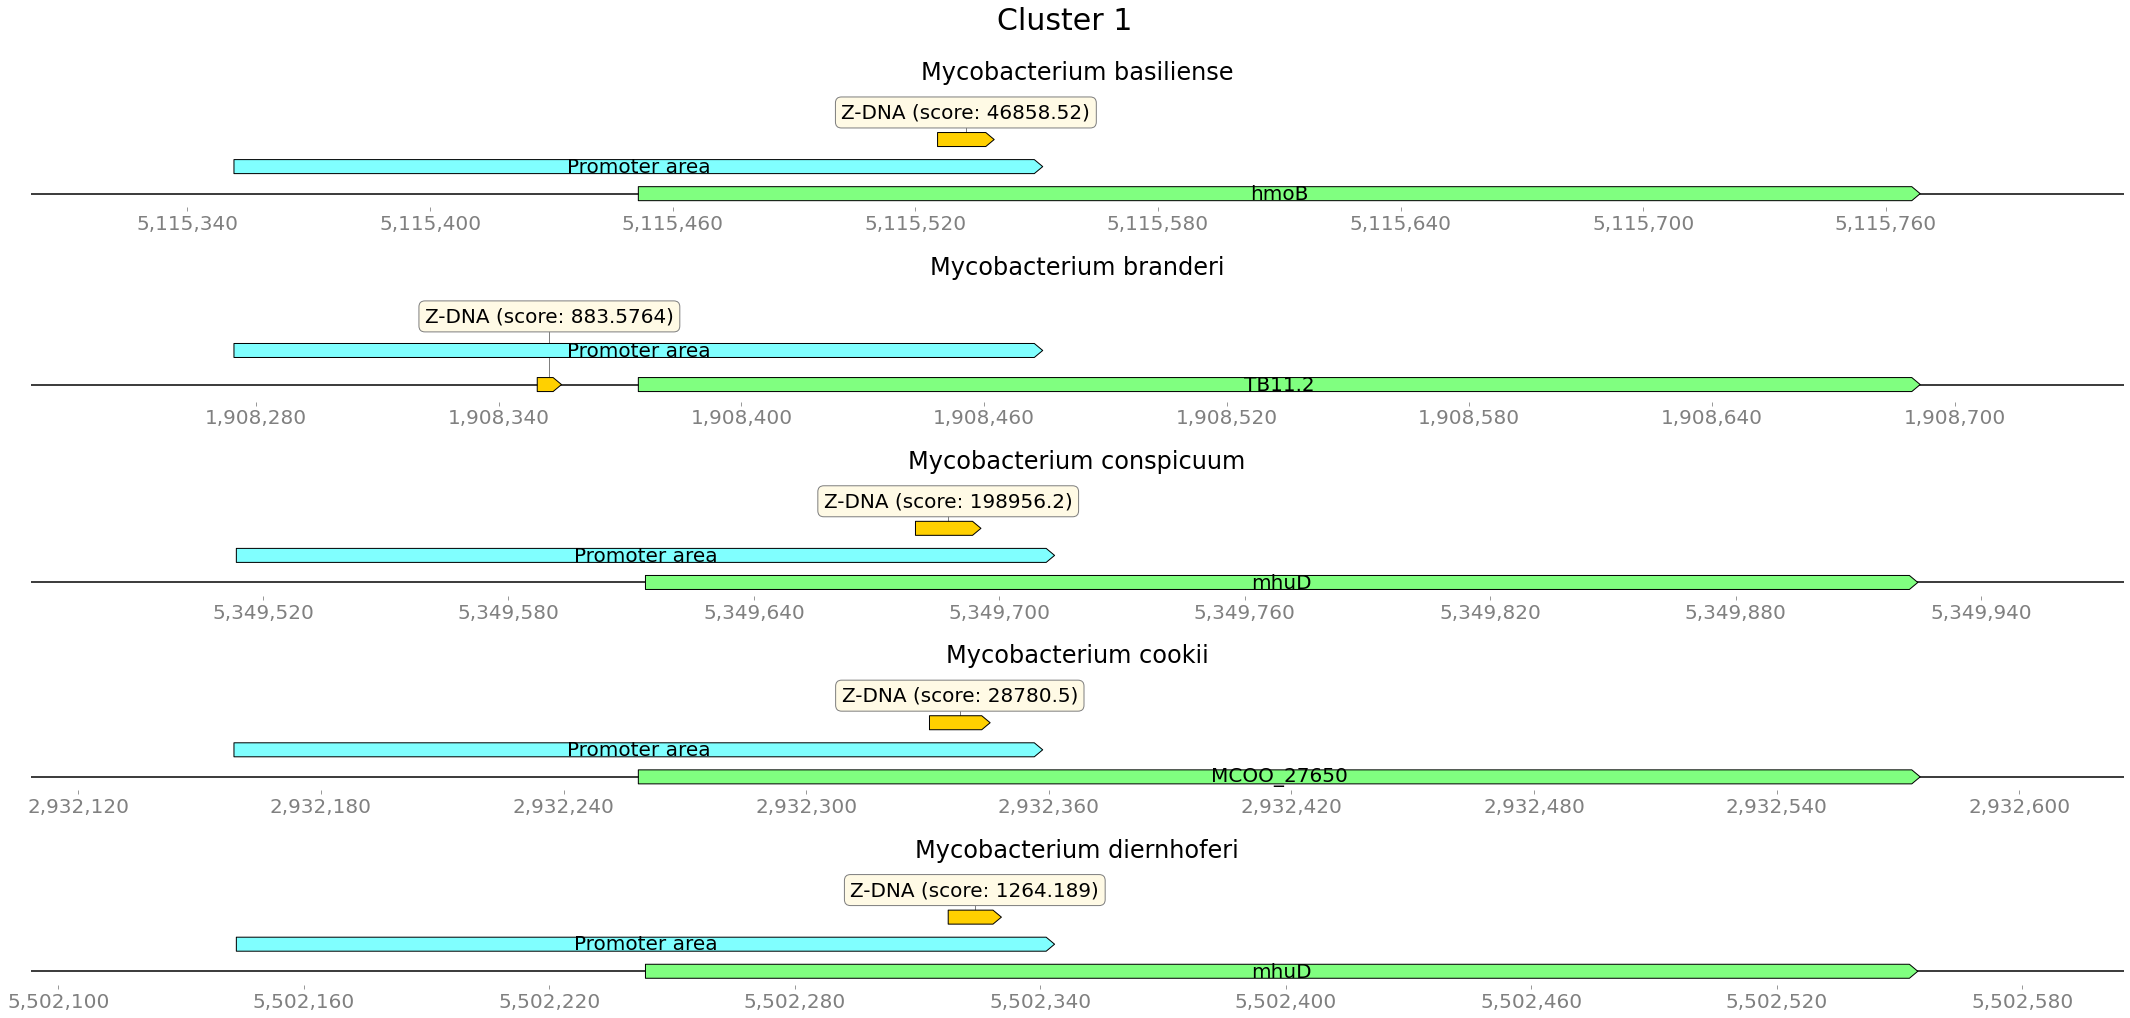 Cluster 1
Mycobacterium basiliense
Z-DNA (score: 46858.52)
Promoter area
hmoB
5,115,340 5,115,400 5,115,460 5,115,520 5,115,580 5,115,640 5,115,700 5,115,760
Mycobacterium branderi
Z-DNA (score: 883.5764)
Promoter area
TB11.2
1,908,280 1,908,340 1,908,400 1,908,460 1,908,520 1,908,580 1,908,640 1,908,700
Mycobacterium conspicuum
Z-DNA (score: 198956.2)
Promoter area
mhuD
5,349,520 5,349,580 5,349,640 5,349,700 5,349,760 5,349,820 5,349,880 5,349,940
Mycobacterium cookii
Z-DNA (score: 28780.5)
Promoter area
MCOO_27650
2,932,120 2,932,180 2,932,240 2,932,300 2,932,360 2,932,420 2,932,480 2,932,540 2,932,600
Mycobacterium diernhoferi
Z-DNA (score: 1264.189)
Promoter area
mhuD
5,502,100 5,502,160 5,502,220 5,502,280 5,502,340 5,502,400 5,502,460 5,502,520 5,502,580